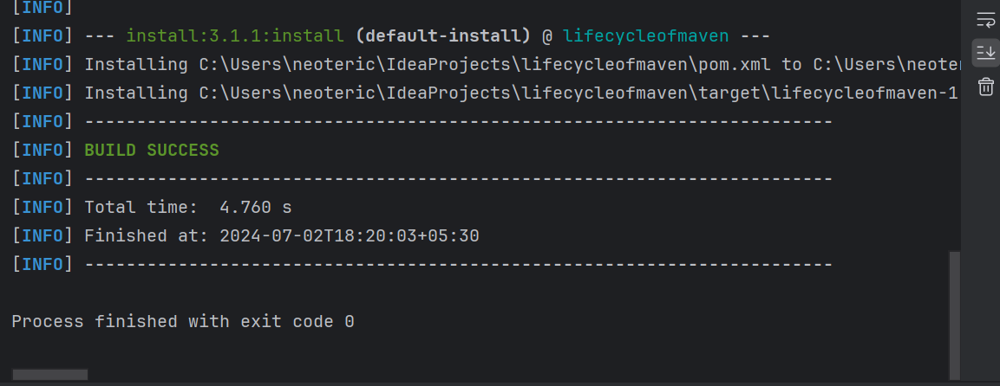 [INFO]
[INFO] --- install:3.1.1:install (default-install) @ lifecycleofmaven ---
[INFO] Installing C:\Users\neoteric\IdeaProjects\lifecycleofmaven\pom.xml to C:\Users\neoter
[INFO] Installing C:\Users\neoteric\IdeaProjects\lifecycleofmaven\target\lifecycleofmaven-1
[INFO] ------------------------------------------------------------------------
[INFO] BUILD SUCCESS
[INFO] ------------------------------------------------------------------------
[INFO] Total time:  4.760 s
[INFO] Finished at: 2024-07-02T18:20:03+05:30
[INFO] ------------------------------------------------------------------------
Process finished with exit code 0